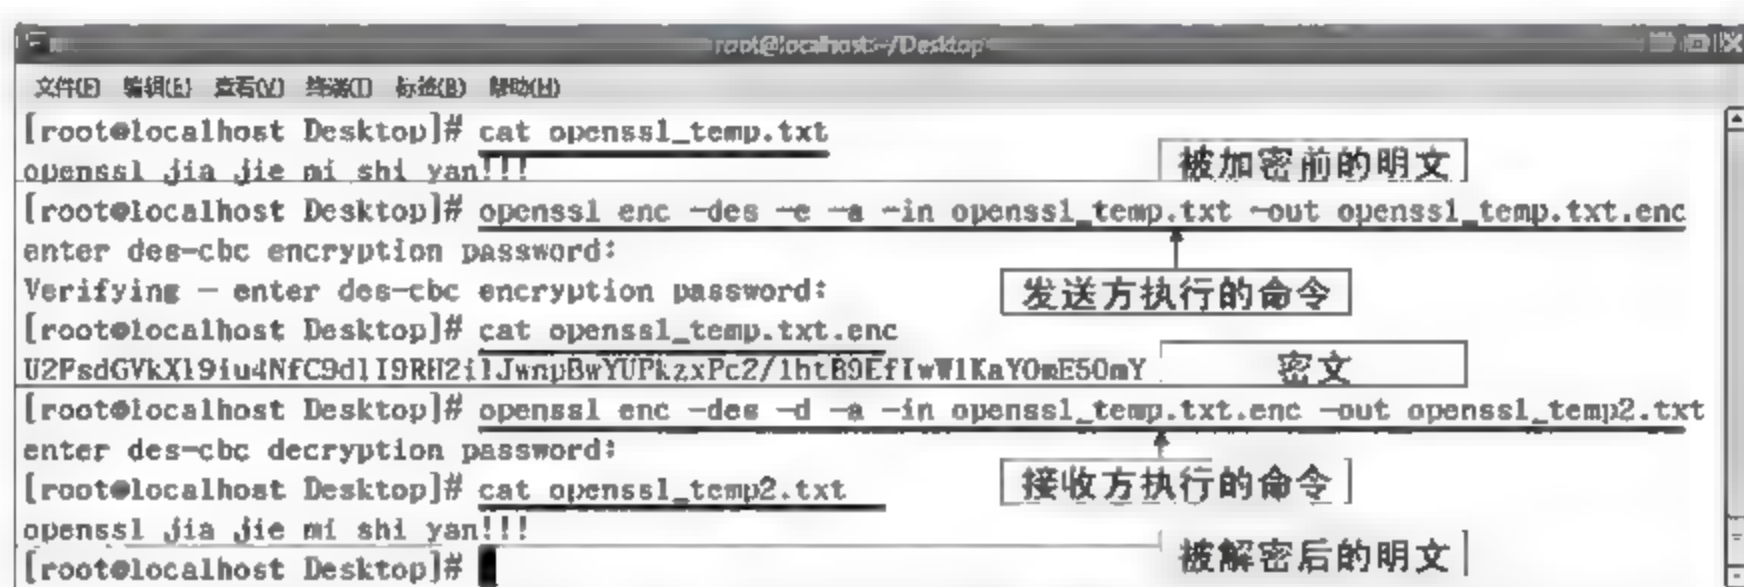 root@localhost:~/Desktop
文件(F) 编辑(E) 查看(V) 终端(T) 标签(B) 帮助(H)
[root@localhost Desktop]# cat openssl_temp.txt
openssl jia jie mi shi yan!!!
被加密前的明文
[root@localhost Desktop]# openssl enc -des -e -a -in openssl_temp.txt -out openssl_temp.txt.enc
enter des-cbc encryption password:
Verifying - enter des-cbc encryption password:
发送方执行的命令
[root@localhost Desktop]# cat openssl_temp.txt.enc
U2FsdGVkX19iu4NfC9dlI9RH2ilJwnpBwYUPkzxPc2/lhtB9EfIwW1KaYOmE50mY
密文
[root@localhost Desktop]# openssl enc -des -d -a -in openssl_temp.txt.enc -out openssl_temp2.txt
enter des-cbc decryption password:
接收方执行的命令
[root@localhost Desktop]# cat openssl_temp2.txt
openssl jia jie mi shi yan!!!
被解密后的明文
[root@localhost Desktop]#